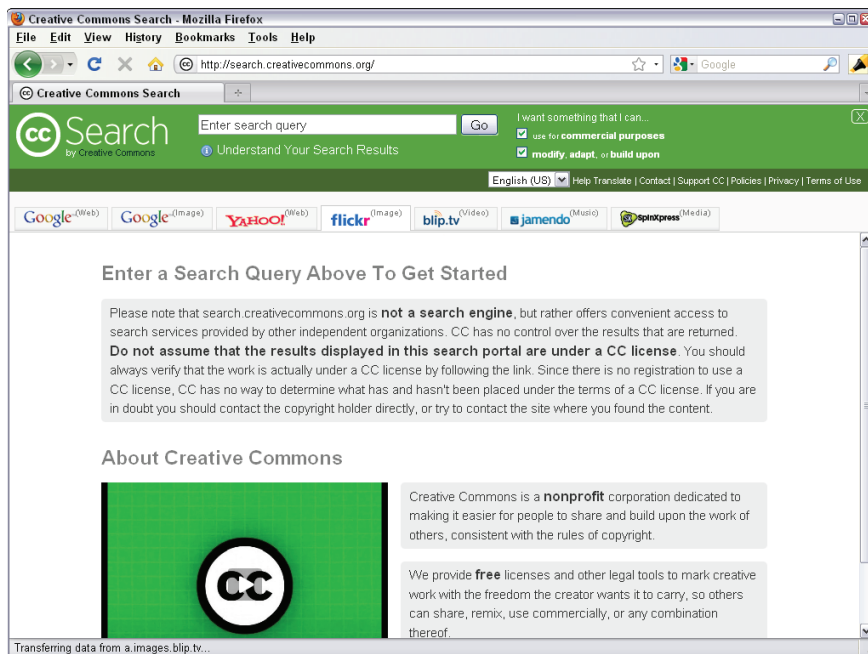 Creative Commons Search - Mozilla Firefox
File Edit View History Bookmarks Tools Help
http://search.creativecommons.org/
Google
Creative Commons Search
cc Search
by Creative Commons
Enter search query
Go
Understand Your Search Results
I want something that I can...
use for commercial purposes
modify, adapt, or build upon
X
English (US) Help Translate | Contact | Support CC | Policies | Privacy | Terms of Use
Google (Web) Google (Image) YAHOO! (Web) flickr (Image) blip.tv (Video) jamendo (Music) SpinXpress (Media)
Enter a Search Query Above To Get Started
Please note that search.creativecommons.org is not a search engine, but rather offers convenient access to
search services provided by other independent organizations. CC has no control over the results that are returned.
Do not assume that the results displayed in this search portal are under a CC license. You should
always verify that the work is actually under a CC license by following the link. Since there is no registration to use a
CC license, CC has no way to determine what has and hasn't been placed under the terms of a CC license. If you are
in doubt you should contact the copyright holder directly, or try to contact the site where you found the content.
About Creative Commons
Creative Commons is a nonprofit corporation dedicated to
making it easier for people to share and build upon the work of
others, consistent with the rules of copyright.
cc
We provide free licenses and other legal tools to mark creative
work with the freedom the creator wants it to carry, so others
can share, remix, use commercially, or any combination
thereof.
Transferring data from a.images.blip.tv...